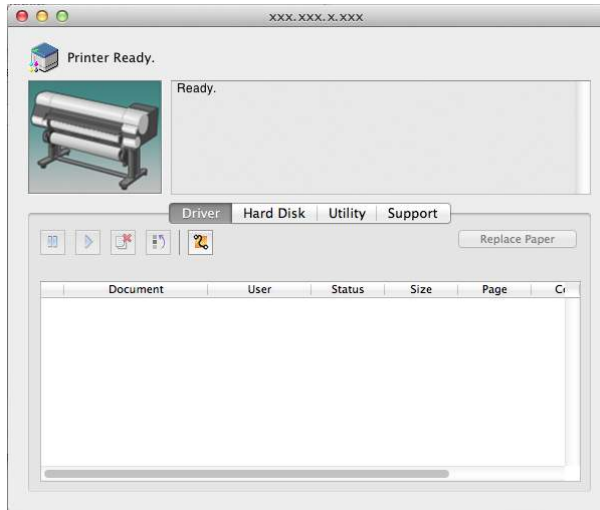 xxx.xxx.x.xxx
Printer Ready.
Ready.
Driver Hard Disk Utility Support
Replace Paper
Document User Status Size Page